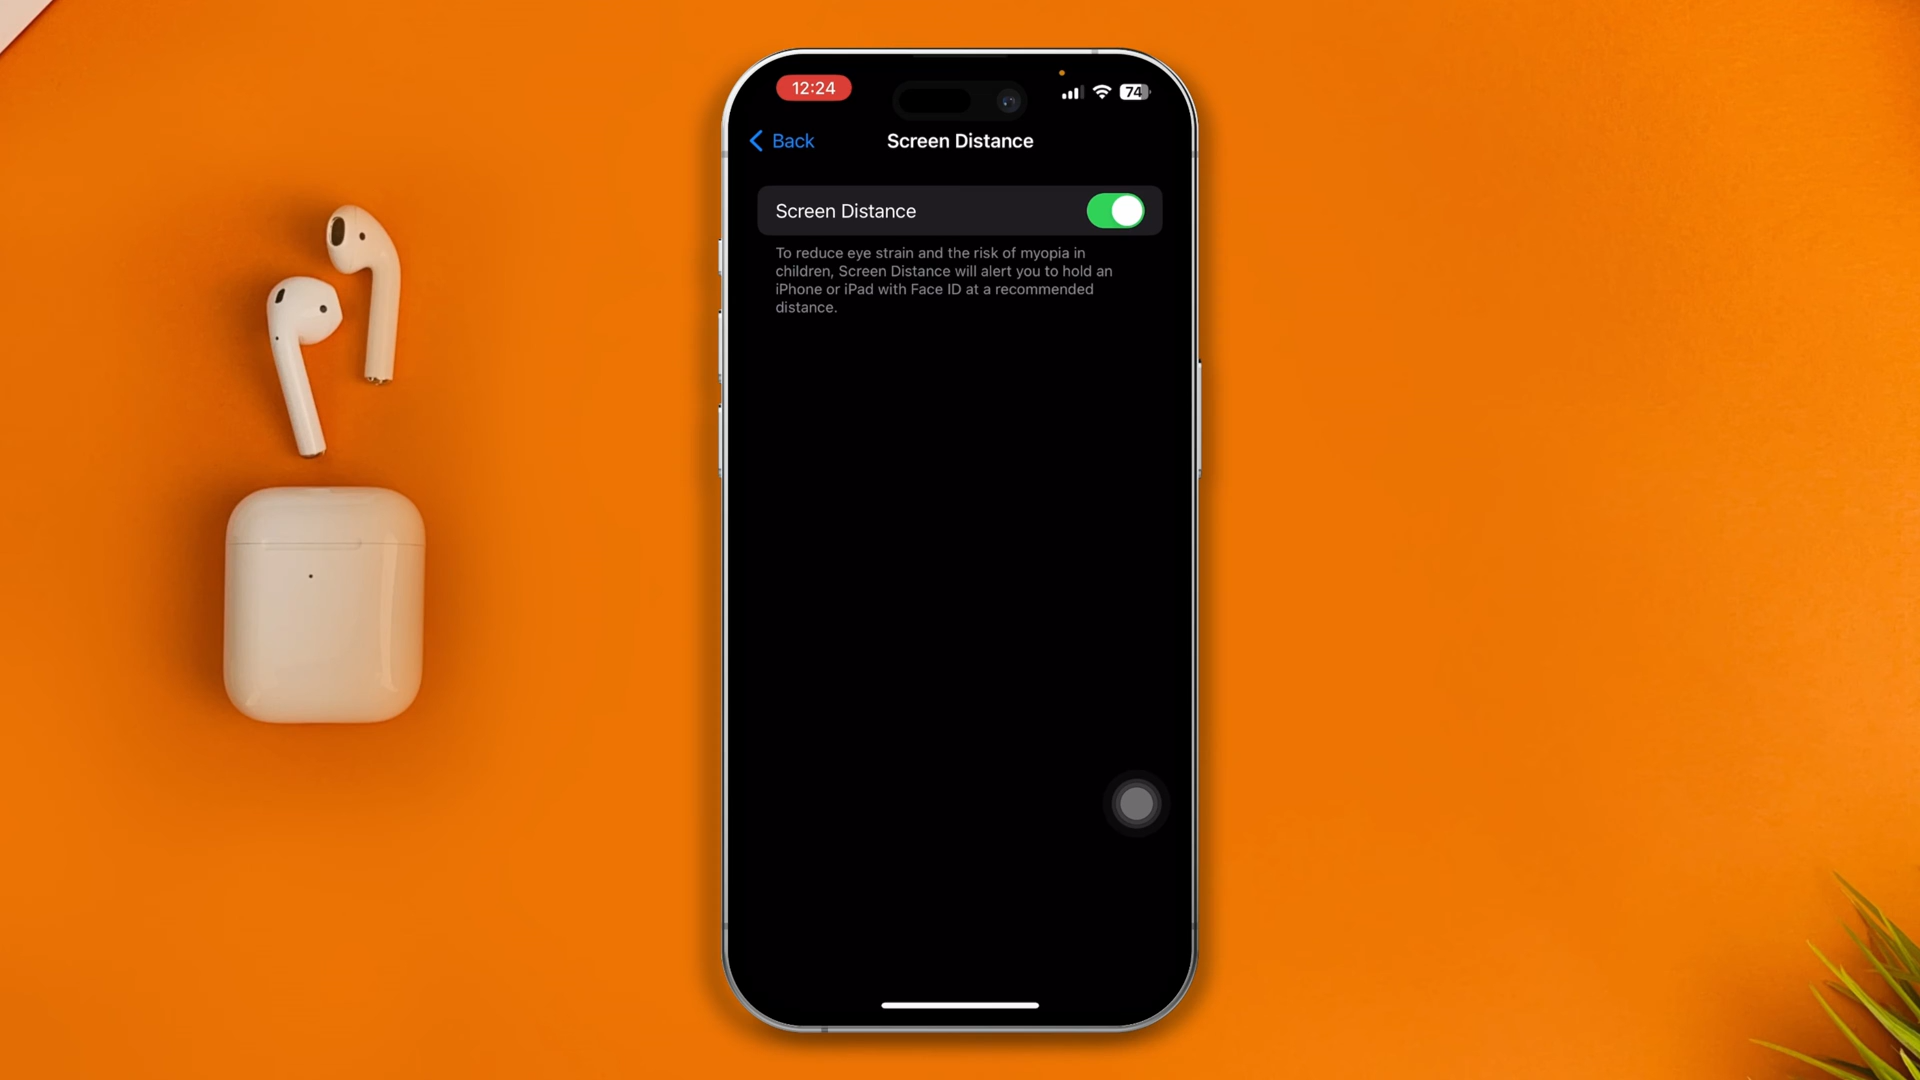 12:24
74
Back
Screen Distance
Screen Distance
To reduce eye strain and the risk of myopia in
children, Screen Distance will alert you to hold an
iPhone or iPad with Face ID at a recommended
distance.